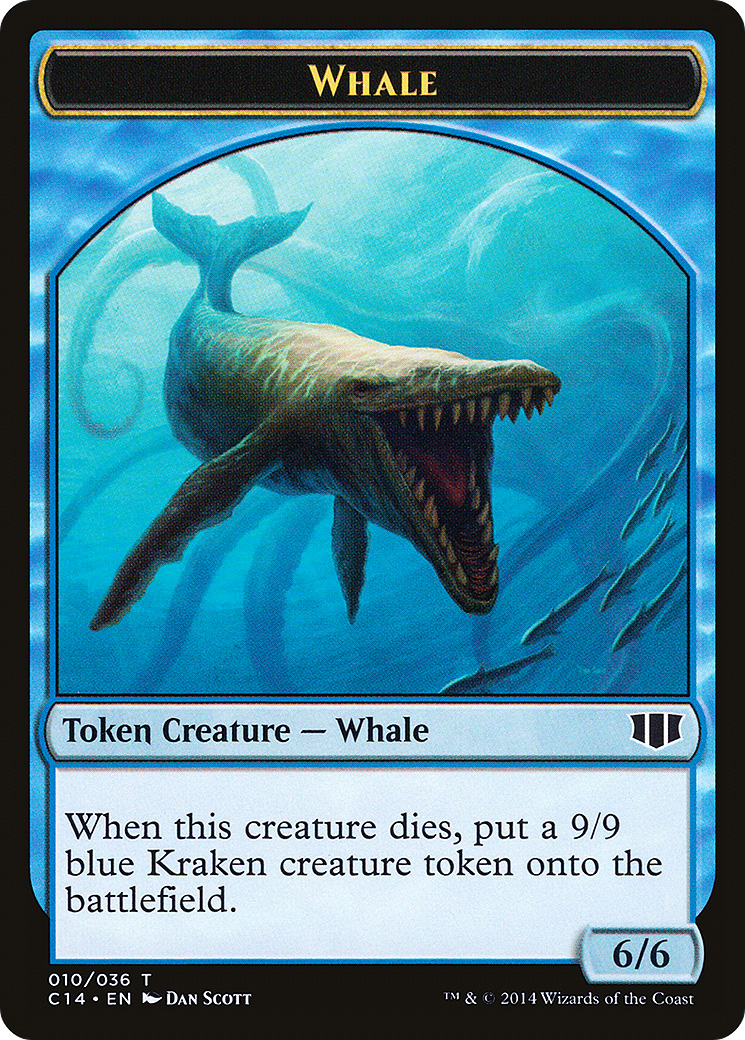 Whale
Token Creature — Whale
When this creature dies, put a 9/9
blue Kraken creature token onto the
battlefield.
6/6
010/036 T
C14 • EN Dan Scott
™ & © 2014 Wizards of the Coast